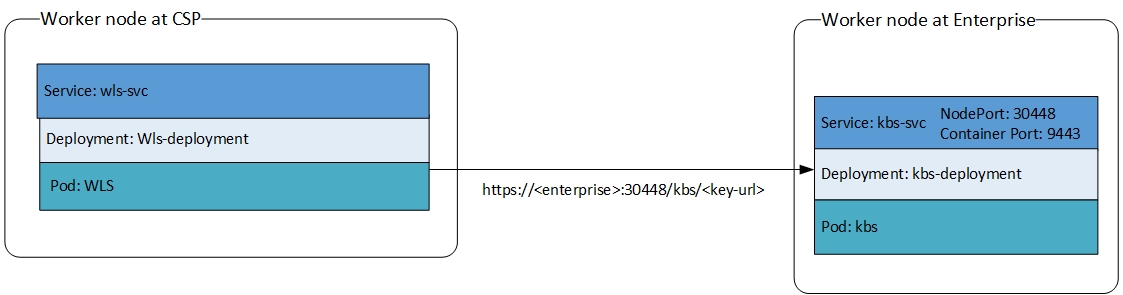 Worker node at CSP
Service: wls-svc
Deployment: Wls-deployment
Pod: WLS
https://<enterprise>:30448/kbs/<key-url>
Worker node at Enterprise
Service: kbs-svc
NodePort: 30448
Container Port: 9443
Deployment: kbs-deployment
Pod: kbs